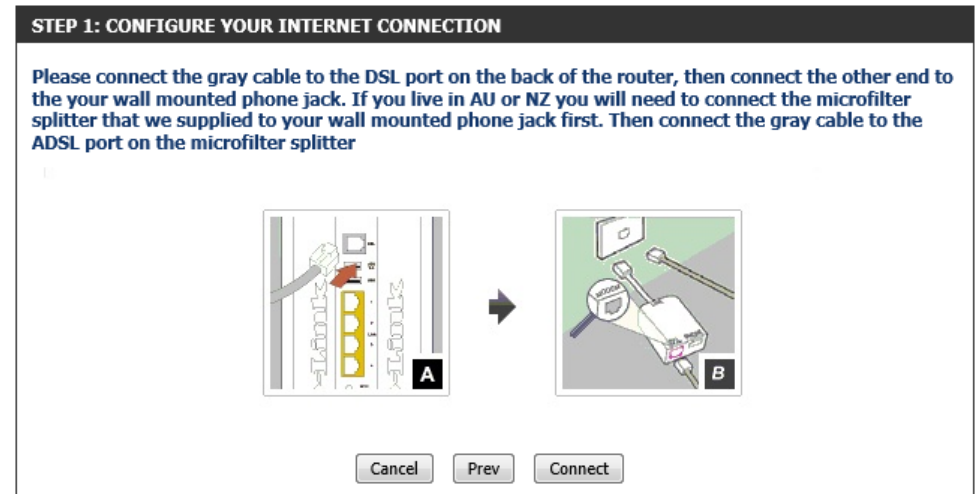 STEP 1: CONFIGURE YOUR INTERNET CONNECTION
Please connect the gray cable to the DSL port on the back of the router, then connect the other end to
the your wall mounted phone jack. If you live in AU or NZ you will need to connect the microfilter
splitter that we supplied to your wall mounted phone jack first. Then connect the gray cable to the
ADSL port on the microfilter splitter
A
MODEM
B
Cancel
Prev
Connect